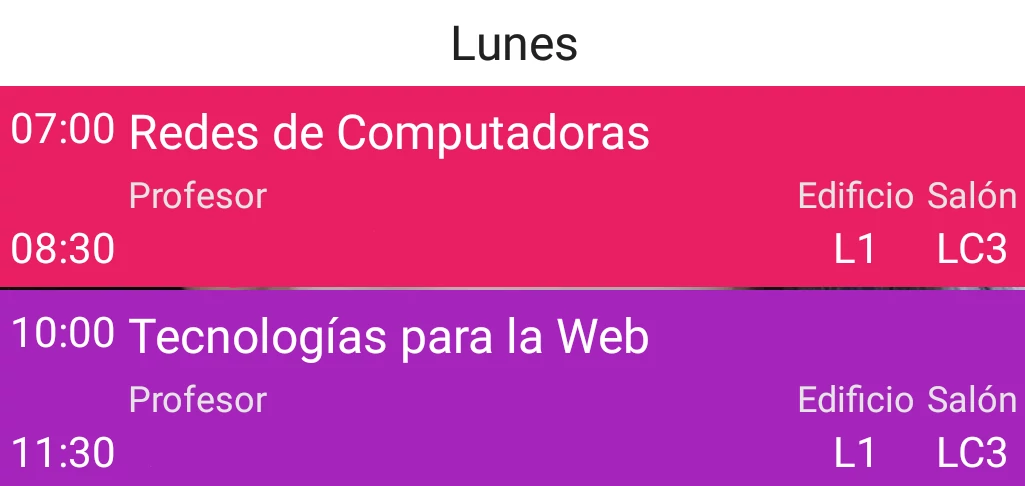 Lunes
07:00 Redes de Computadoras
Profesor Edificio Salón
08:30 L1 LC3
10:00 Tecnologías para la Web
Profesor Edificio Salón
11:30 L1 LC3